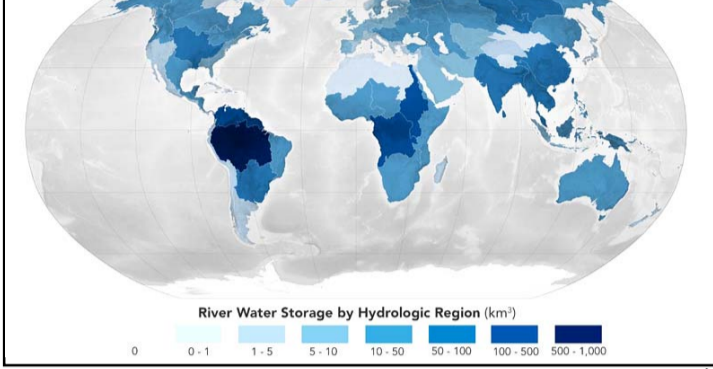 River Water Storage by Hydrologic Region (km³)
0 0 - 1 1 - 5 5 - 10 10 - 50 50 - 100 100 - 500 500 - 1,000